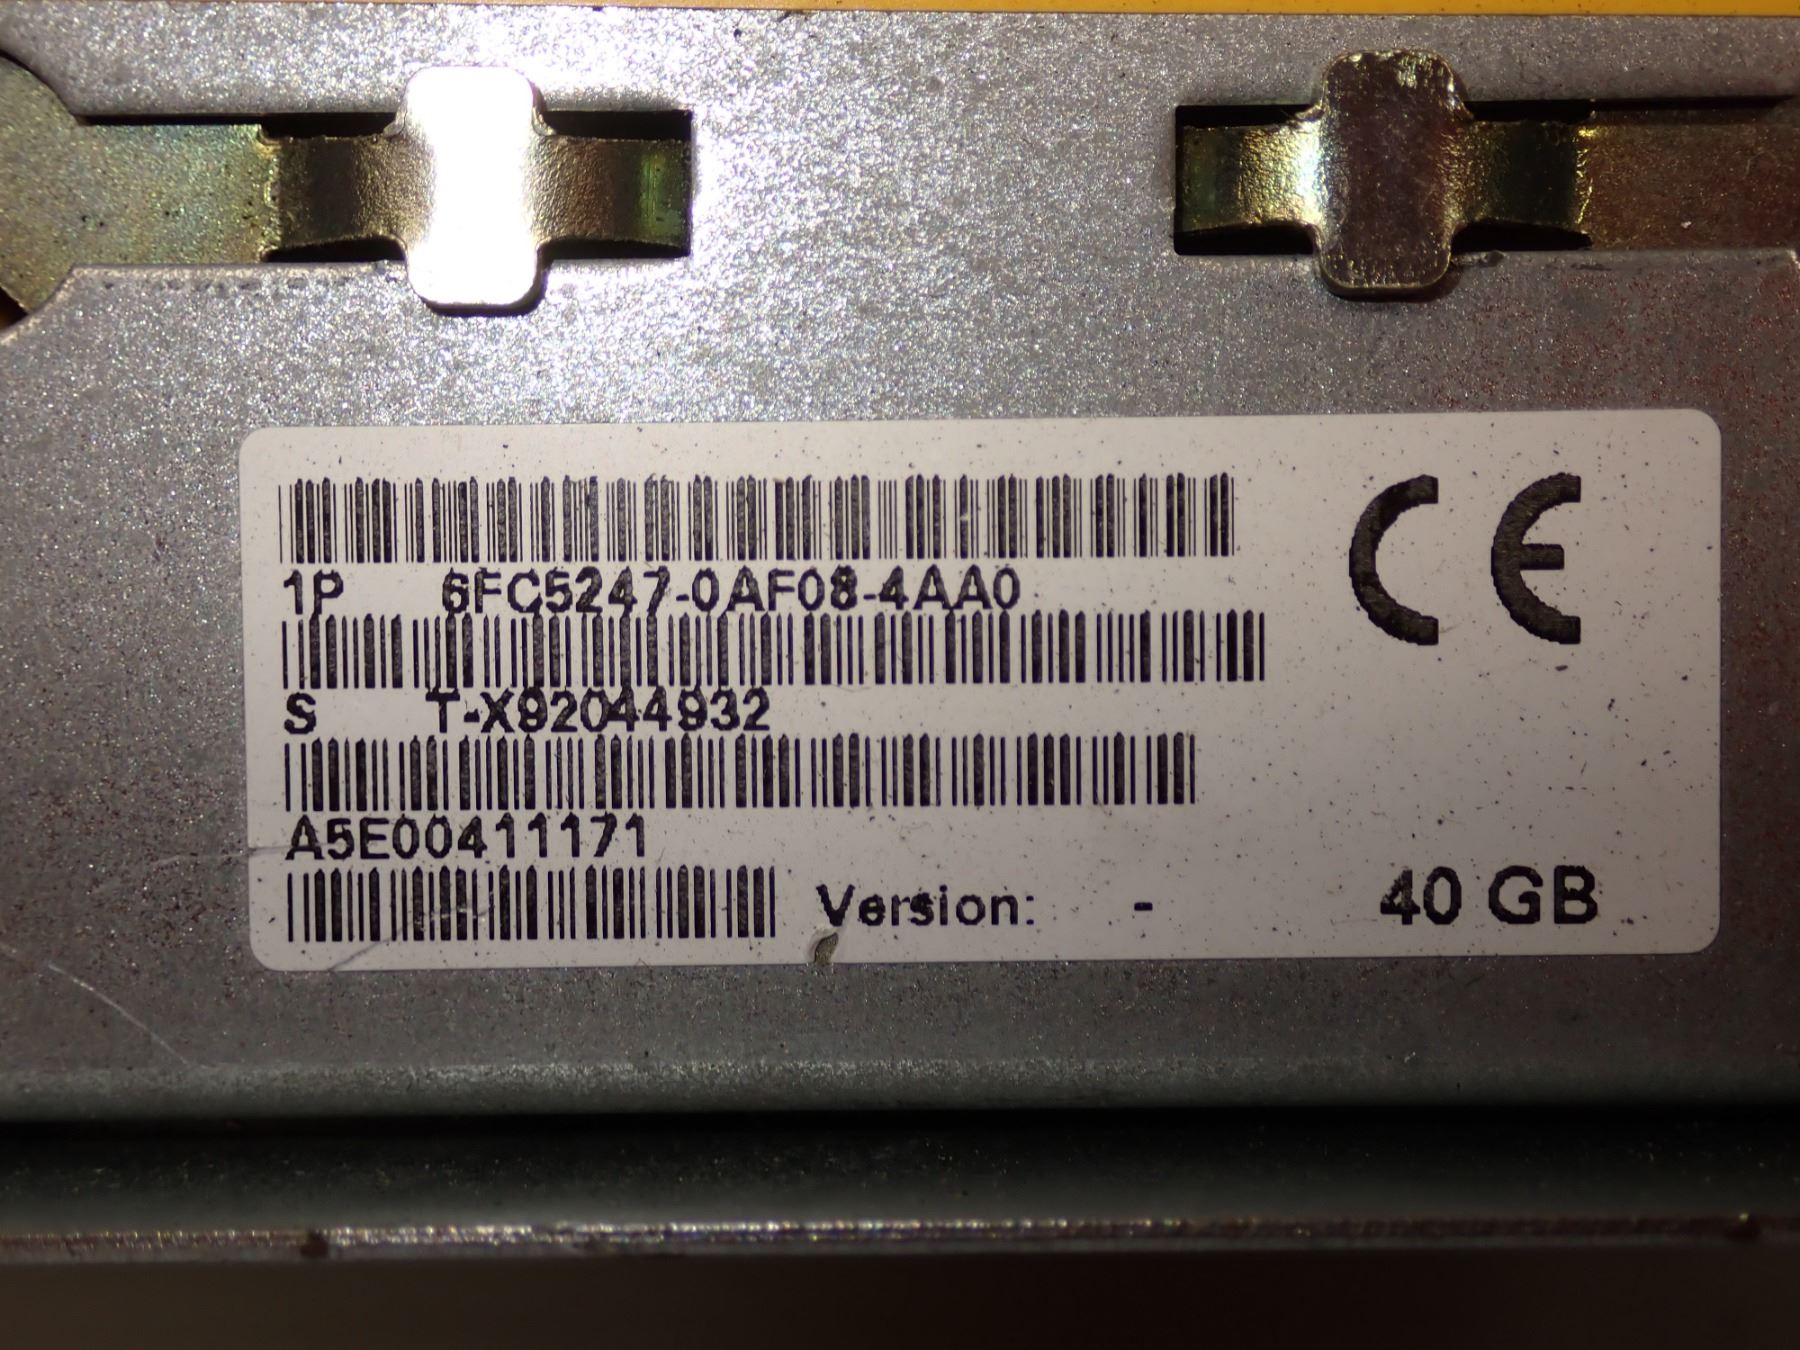 CE
1P 6FC5247-0AF08-4AA0
S T-X92044932
A5E00411171
Version: - 40 GB